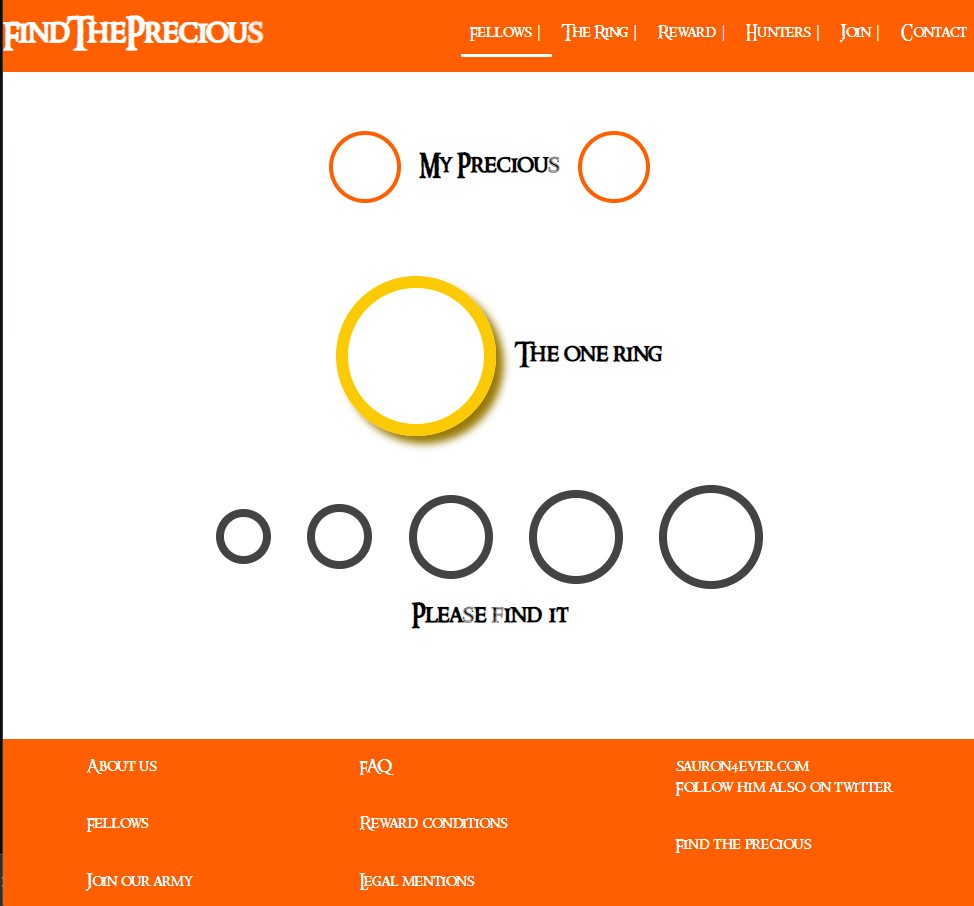 FindThePrecious
Fellows | The Ring | Reward | Hunters | Join | Contact
My Precious
The one ring
Please find it
About us
Fellows
Join our army
FAQ
Reward conditions
Legal mentions
sauron4ever.com
Follow him also on twitter
Find the precious